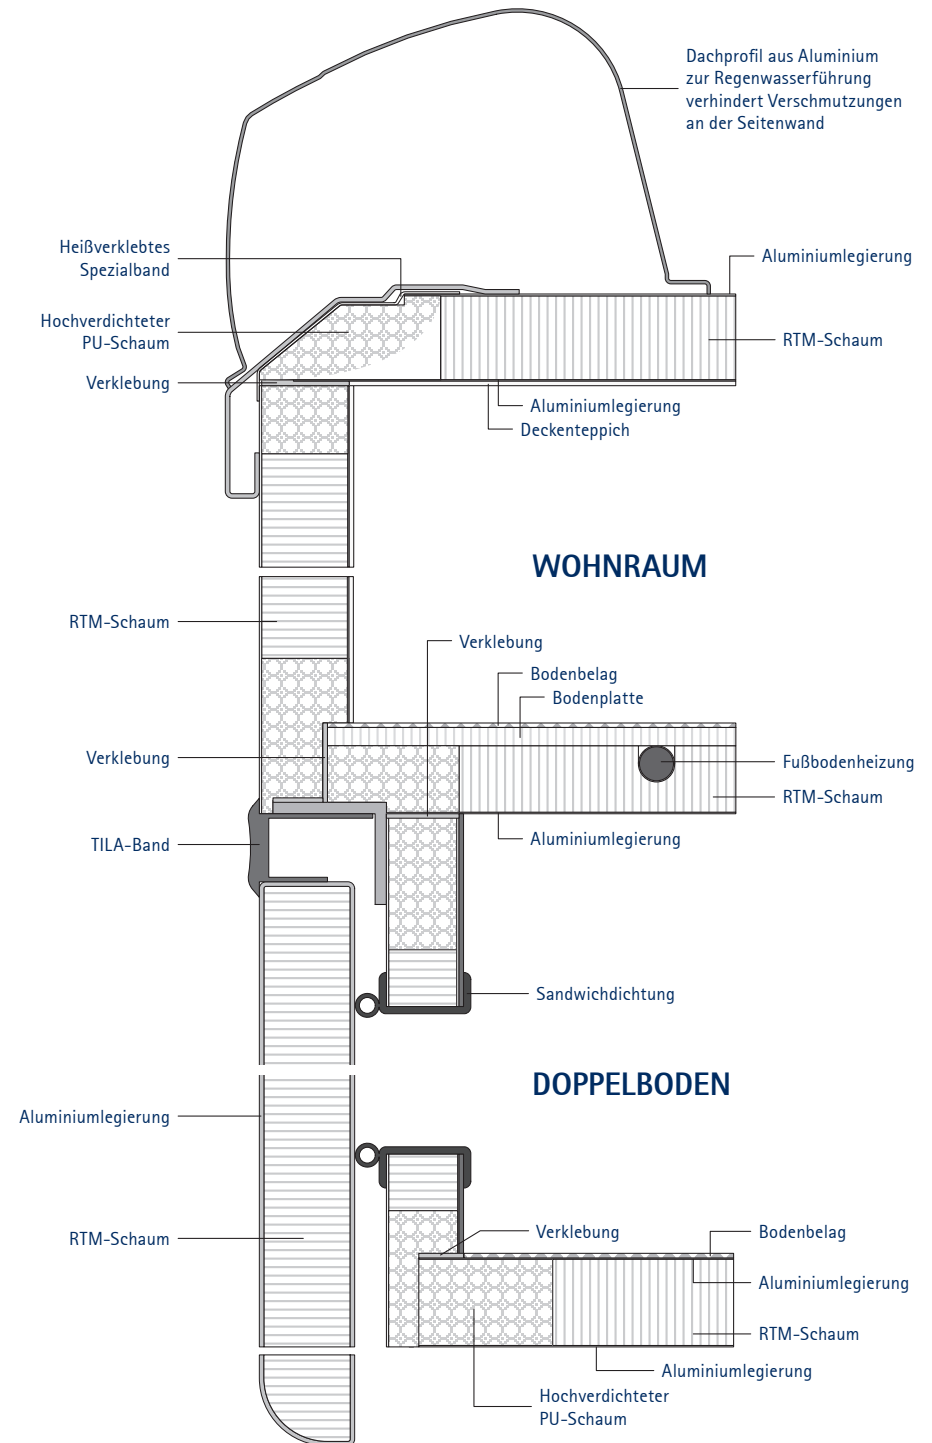 Dachprofil aus Aluminium
zur Regenwasserführung
verhindert Verschmutzungen
an der Seitenwand
Heißverklebtes
Spezialband
Aluminiumlegierung
Hochverdichteter
PU-Schaum
RTM-Schaum
Verklebung
Aluminiumlegierung
Deckenteppich
WOHNRAUM
RTM-Schaum
Verklebung
Bodenbelag
Bodenplatte
Verklebung
Fußbodenheizung
RTM-Schaum
TILA-Band
Aluminiumlegierung
Sandwichdichtung
DOPPELBODEN
Aluminiumlegierung
RTM-Schaum
Verklebung
Bodenbelag
Aluminiumlegierung
RTM-Schaum
Aluminiumlegierung
Hochverdichteter
PU-Schaum